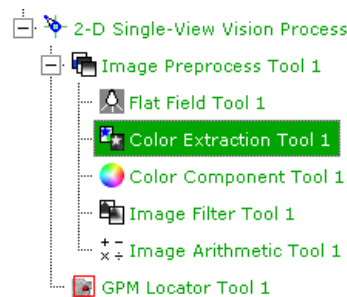 2-D Single-View Vision Process
Image Preprocess Tool 1
Flat Field Tool 1
Color Extraction Tool 1
Color Component Tool 1
Image Filter Tool 1
Image Arithmetic Tool 1
GPM Locator Tool 1